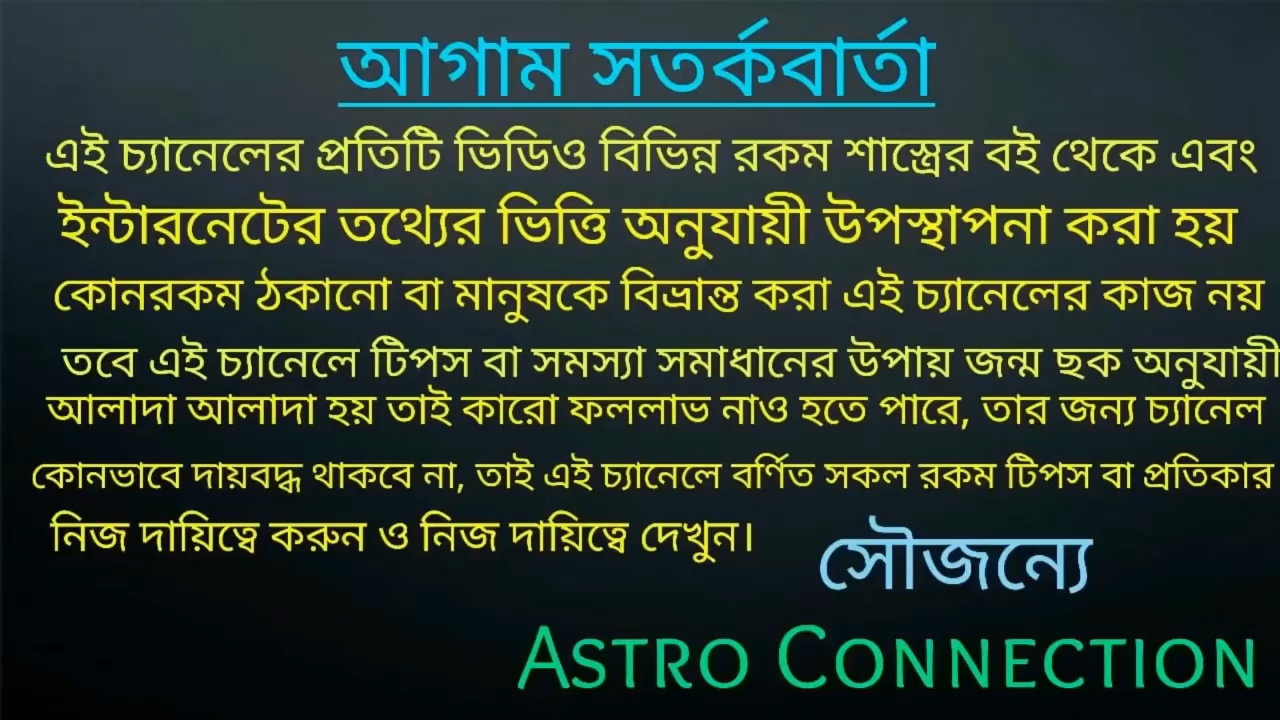 আগাম সতর্কবার্তা
এই চ্যানেলের প্রতিটি ভিডিও বিভিন্ন রকম শাস্ত্রের বই থেকে এবং
ইন্টারনেটের তথ্যের ভিত্তি অনুযায়ী উপস্থাপনা করা হয়
কোনরকম ঠকানো বা মানুষকে বিভ্রান্ত করা এই চ্যানেলের কাজ নয়
তবে এই চ্যানেলে টিপস বা সমস্যা সমাধানের উপায় জন্ম ছক অনুযায়ী
আলাদা আলাদা হয় তাই কারো ফললাভ নাও হতে পারে, তার জন্য চ্যানেল
কোনভাবে দায়বদ্ধ থাকবে না, তাই এই চ্যানেলে বর্ণিত সকল রকম টিপস বা প্রতিকার
নিজ দায়িত্বে করুন ও নিজ দায়িত্বে দেখুন।
সৌজন্যে
ASTRO CONNECTION